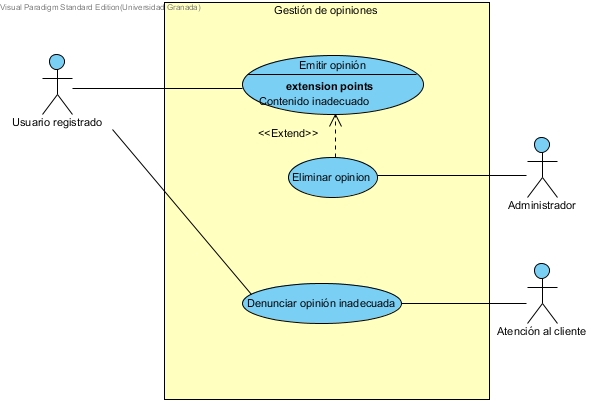 Visual Paradigm Standard Edition(Universidad Granada)
Gestión de opiniones
Emitir opinión
extension points
Contenido inadecuado
Usuario registrado
<<Extend>>
Eliminar opinion
Administrador
Denunciar opinión inadecuada
Atención al cliente